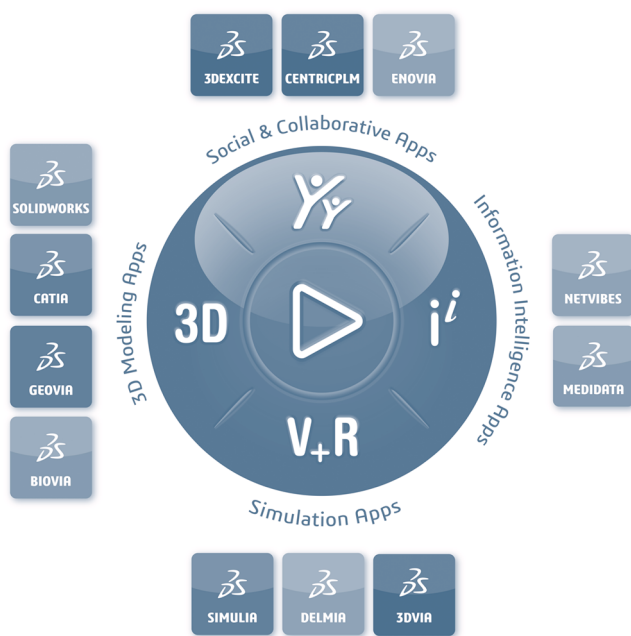 3DEXCITE
CENTRICPLM
ENOVIA
Social & Collaborative Apps
SOLIDWORKS
CATIA
GEOVIA
BIOVIA
3D Modeling Apps
3D
i i
V+R
Information Intelligence Apps
NETVIBES
MEDIDATA
Simulation Apps
SIMULIA
DELMIA
3DVIA